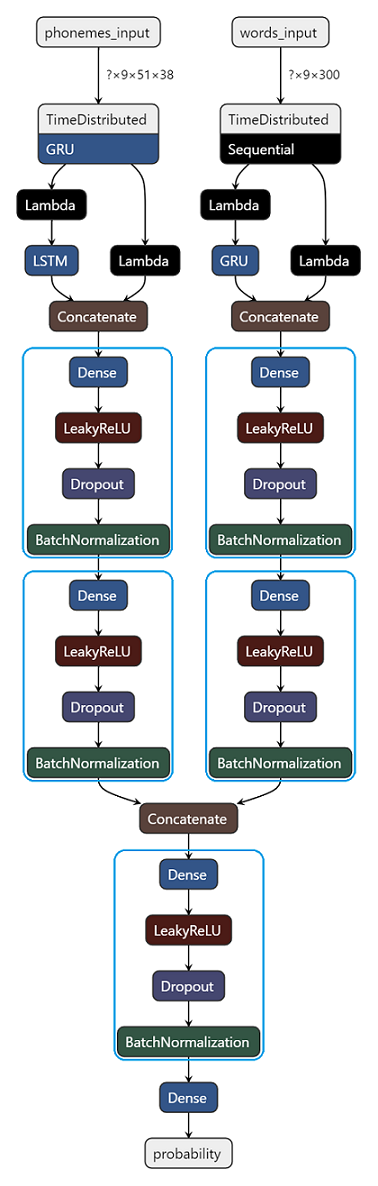 phonemes_input
words_input
?×9×51×38
?×9×300
TimeDistributed
GRU
TimeDistributed
Sequential
Lambda
Lambda
LSTM
Lambda
GRU
Lambda
Concatenate
Concatenate
Dense
Dense
LeakyReLU
LeakyReLU
Dropout
Dropout
BatchNormalization
BatchNormalization
Dense
Dense
LeakyReLU
LeakyReLU
Dropout
Dropout
BatchNormalization
BatchNormalization
Concatenate
Dense
LeakyReLU
Dropout
BatchNormalization
Dense
probability